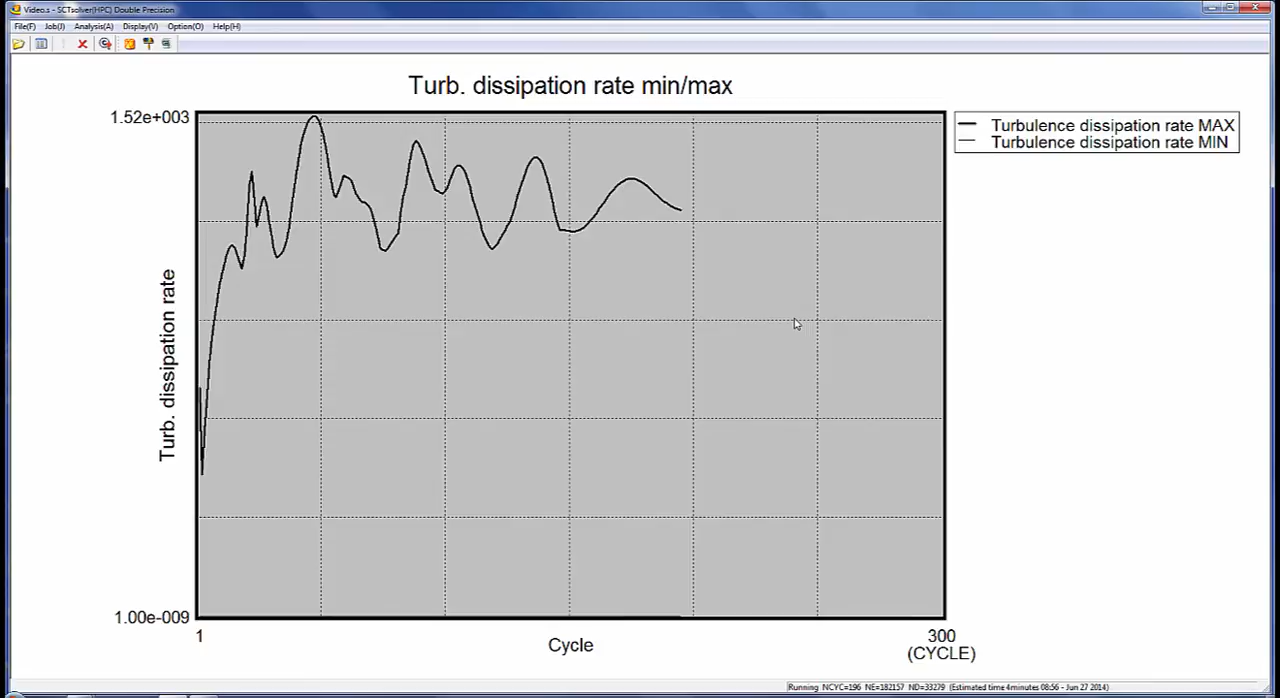 Video.s - SCTsolver(HPC) Double Precision
File(F) Job(J) Analysis(A) Display(V) Option(O) Help(H)
Turb. dissipation rate min/max
1.52e+003
Turbulence dissipation rate MAX
Turbulence dissipation rate MIN
Turb. dissipation rate
1.00e-009
1
Cycle
300
(CYCLE)
Running NCYC=196 NE=182157 ND=33279 (Estimated time 4minutes 08:56 - Jun 27 2014)